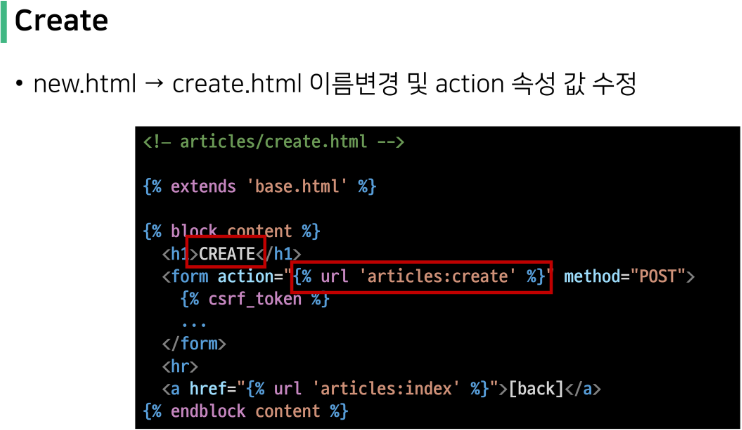 Create
• new.html → create.html 이름변경 및 action 속성 값 수정
<!— articles/create.html -->
{% extends 'base.html' %}
{% block content %}
<h1>CREATE</h1>
<form action="{% url 'articles:create' %}" method="POST">
{% csrf_token %}
...
</form>
<hr>
<a href="{% url 'articles:index' %}">[back]</a>
{% endblock content %}